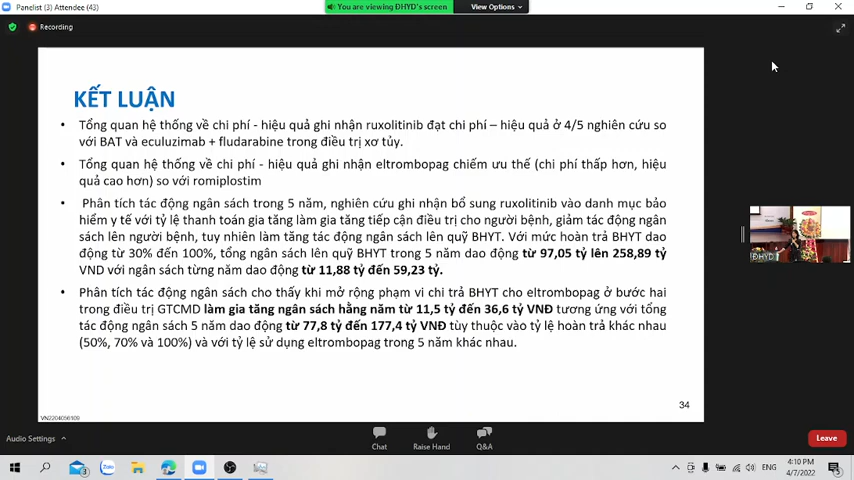 Panelist (3) Attendee (43)
You are viewing ĐHYD's screen
View Options
Recording
KẾT LUẬN
• Tổng quan hệ thống về chi phí - hiệu quả ghi nhận ruxolitinib đạt chi phí – hiệu quả ở 4/5 nghiên cứu so
với BAT và eculuzimab + fludarabine trong điều trị xơ tủy.
• Tổng quan hệ thống về chi phí - hiệu quả ghi nhận eltrombopag chiếm ưu thế (chi phí thấp hơn, hiệu
quả cao hơn) so với romiplostim
• Phân tích tác động ngân sách trong 5 năm, nghiên cứu ghi nhận bổ sung ruxolitinib vào danh mục bảo
hiểm y tế với tỷ lệ thanh toán gia tăng làm gia tăng tiếp cận điều trị cho người bệnh, giảm tác động ngân
sách lên người bệnh, tuy nhiên làm tăng tác động ngân sách lên quỹ BHYT. Với mức hoàn trả BHYT dao
động từ 30% đến 100%, tổng ngân sách lên quỹ BHYT trong 5 năm dao động từ 97,05 tỷ lên 258,89 tỷ
VND với ngân sách từng năm dao động từ 11,88 tỷ đến 59,23 tỷ.
• Phân tích tác động ngân sách cho thấy khi mở rộng phạm vi chi trả BHYT cho eltrombopag ở bước hai
trong điều trị GTCMD làm gia tăng ngân sách hằng năm từ 11,5 tỷ đến 36,6 tỷ VNĐ tương ứng với tổng
tác động ngân sách 5 năm dao động từ 77,8 tỷ đến 177,4 tỷ VNĐ tùy thuộc vào tỷ lệ hoàn trả khác nhau
(50%, 70% và 100%) và với tỷ lệ sử dụng eltrombopag trong 5 năm khác nhau.
34
VN2204056109
ĐHYD
Audio Settings
Chat
Raise Hand
Q&A
Leave
Zalo
ENG
4:10 PM
4/7/2022